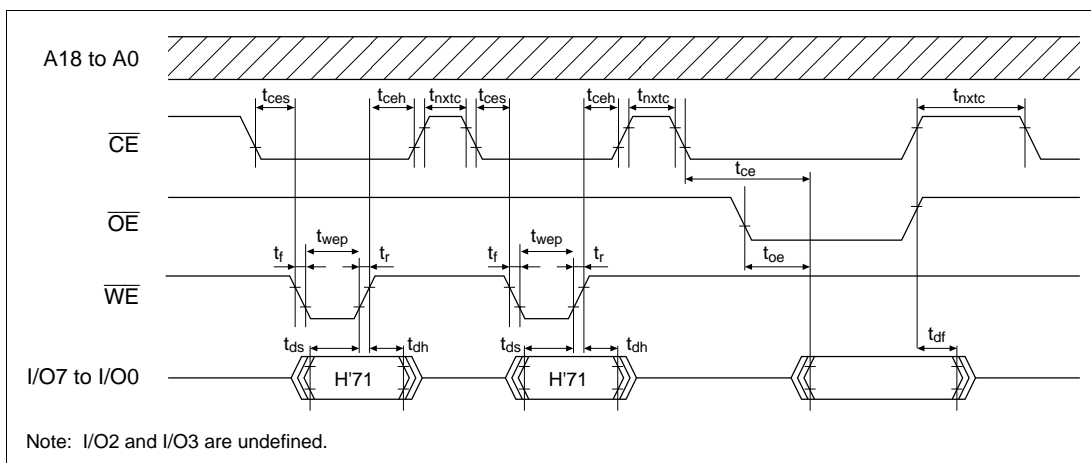 A18 to A0
tces tceh tnxtc tces tceh tnxtc tnxtc
CE
tce
OE
twep twep toe
tf tr tf tr
WE
tds tdh tds tdh tdf
I/O7 to I/O0 H'71 H'71
Note: I/O2 and I/O3 are undefined.